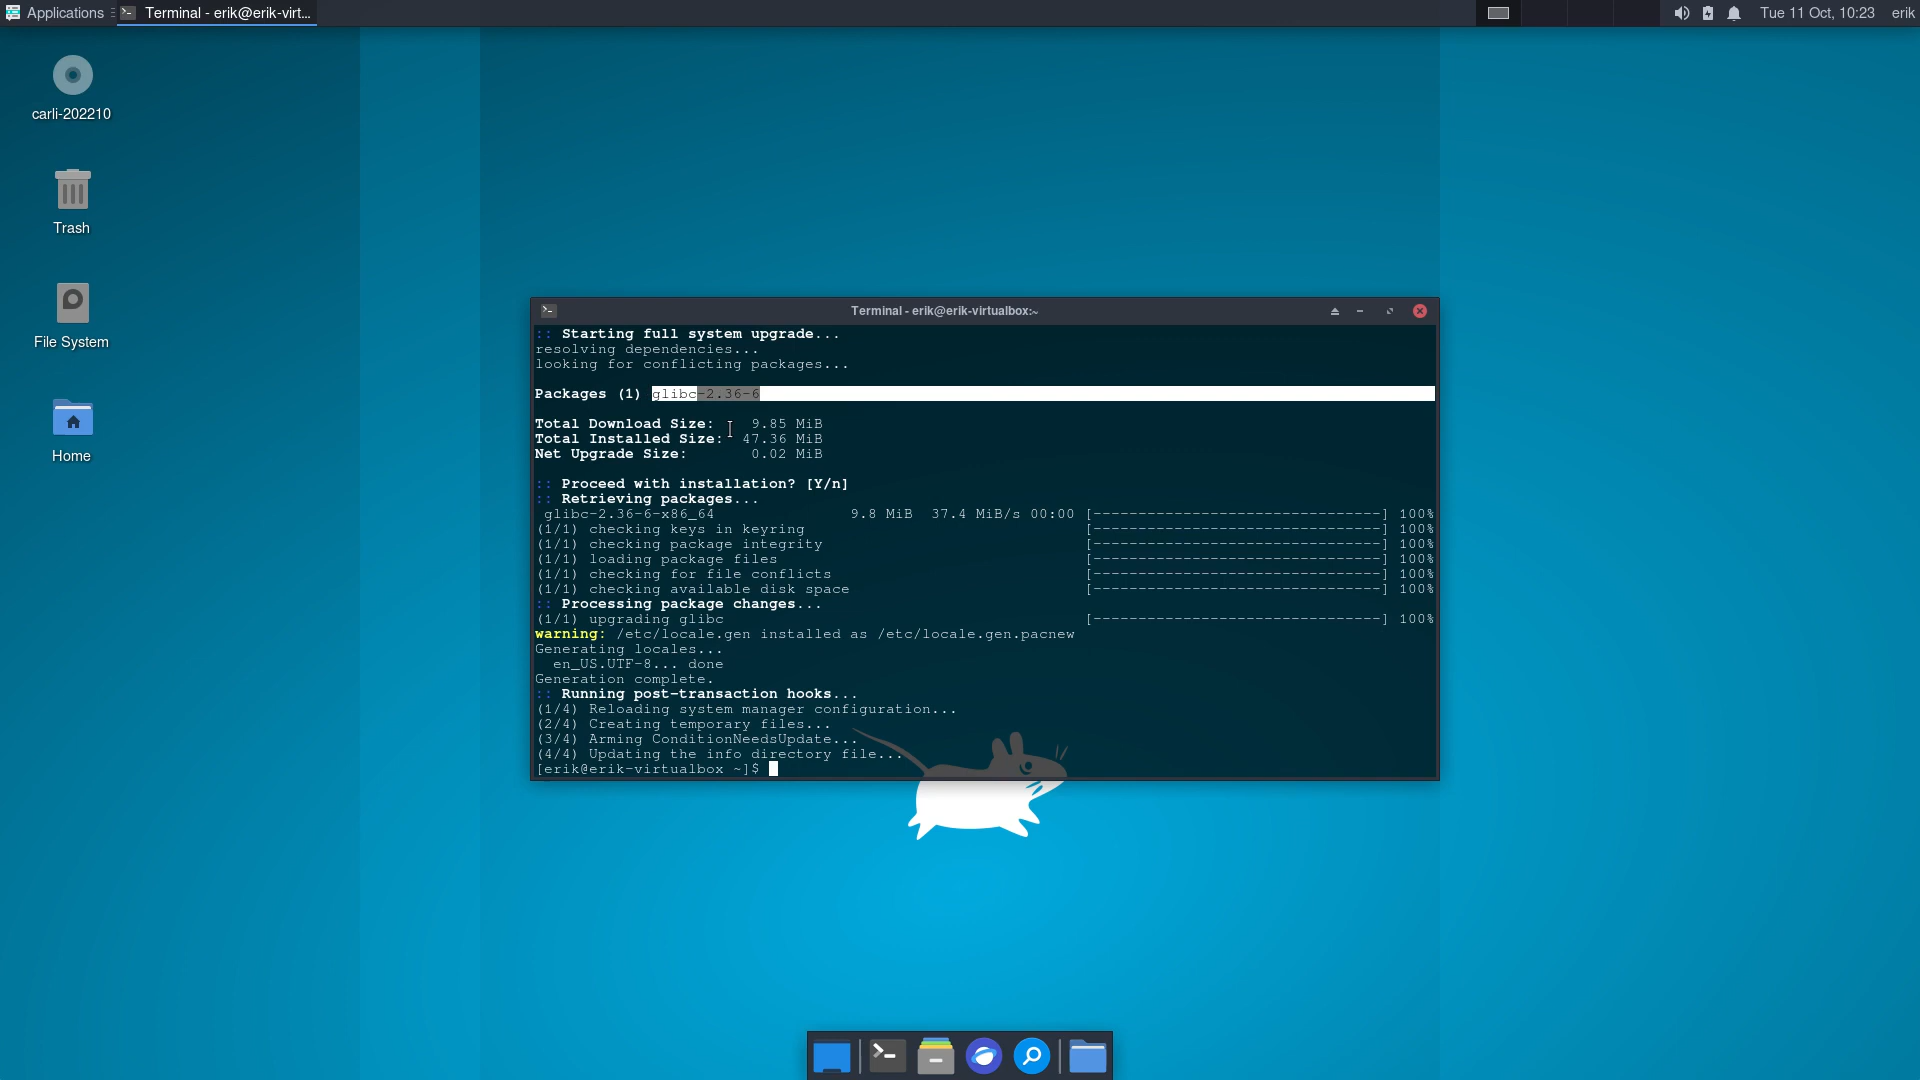 Applications
Terminal - erik@erik-virt...
Tue 11 Oct, 10:23
erik
carli-202210
Trash
File System
Home
Terminal - erik@erik-virtualbox:~
:: Starting full system upgrade...
resolving dependencies...
looking for conflicting packages...
Packages (1) glibc-2.36-6
Total Download Size: 9.85 MiB
Total Installed Size: 47.36 MiB
Net Upgrade Size: 0.02 MiB
:: Proceed with installation? [Y/n]
:: Retrieving packages...
glibc-2.36-6-x86_64 9.8 MiB 37.4 MiB/s 00:00 [--------------------------------] 100%
(1/1) checking keys in keyring [--------------------------------] 100%
(1/1) checking package integrity [--------------------------------] 100%
(1/1) loading package files [--------------------------------] 100%
(1/1) checking for file conflicts [--------------------------------] 100%
(1/1) checking available disk space [--------------------------------] 100%
:: Processing package changes...
(1/1) upgrading glibc [--------------------------------] 100%
warning: /etc/locale.gen installed as /etc/locale.gen.pacnew
Generating locales...
en_US.UTF-8... done
Generation complete.
:: Running post-transaction hooks...
(1/4) Reloading system manager configuration...
(2/4) Creating temporary files...
(3/4) Arming ConditionNeedsUpdate...
(4/4) Updating the info directory file...
[erik@erik-virtualbox ~]$